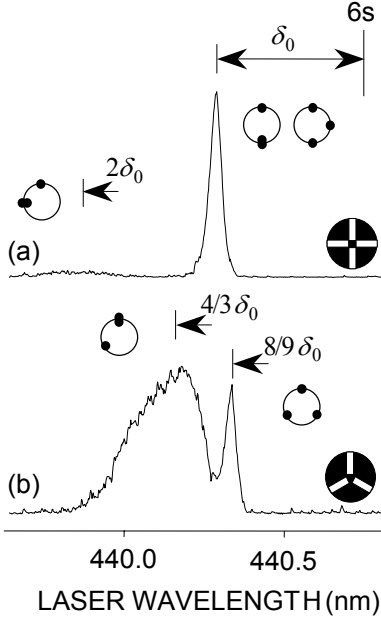 6s
δ₀
2δ₀
(a)
4/3 δ₀
8/9 δ₀
(b)
440.0 440.5
LASER WAVELENGTH (nm)